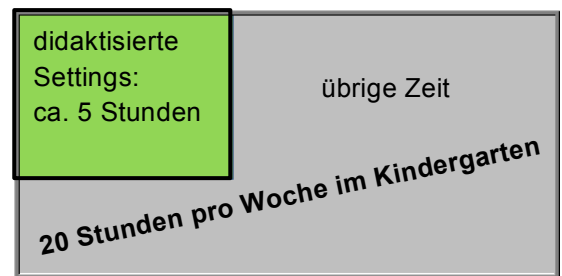 didaktisierte
Settings:
ca. 5 Stunden
übrige Zeit
20 Stunden pro Woche im Kindergarten